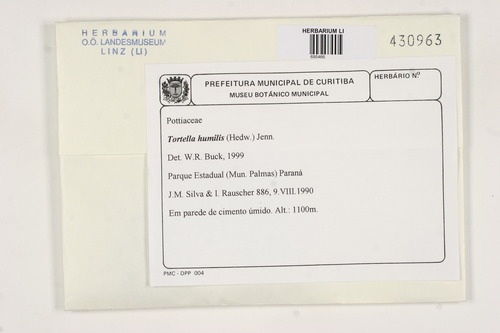 HERBARIUM
O.Ö. LANDESMUSEUM
LINZ (LI)
HERBARIUM LI
430963
PREFEITURA MUNICIPAL DE CURITIBA
MUSEU BOTÂNICO MUNICIPAL
HERBÁRIO Nº
Pottiaceae
Tortella humilis (Hedw.) Jenn.
Det. W.R. Buck, 1999
Parque Estadual (Mun. Palmas) Paraná
J.M. Silva & I. Rauscher 886, 9.VIII.1990
Em parede de cimento úmido. Alt.: 1100m.
PMC - DPP 004